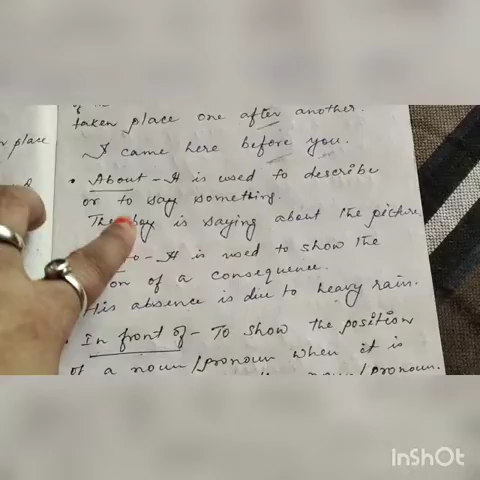 taken place one after another.
r place
I came here before you.
• About - It is used to describe
or to say something.
The boy is saying about the picture
o - It is used to show the
on of a consequence.
His absence is due to heavy rain.
• In front of - To show the position
of a noun/pronoun when it is
noun/pronoun.
InShOt